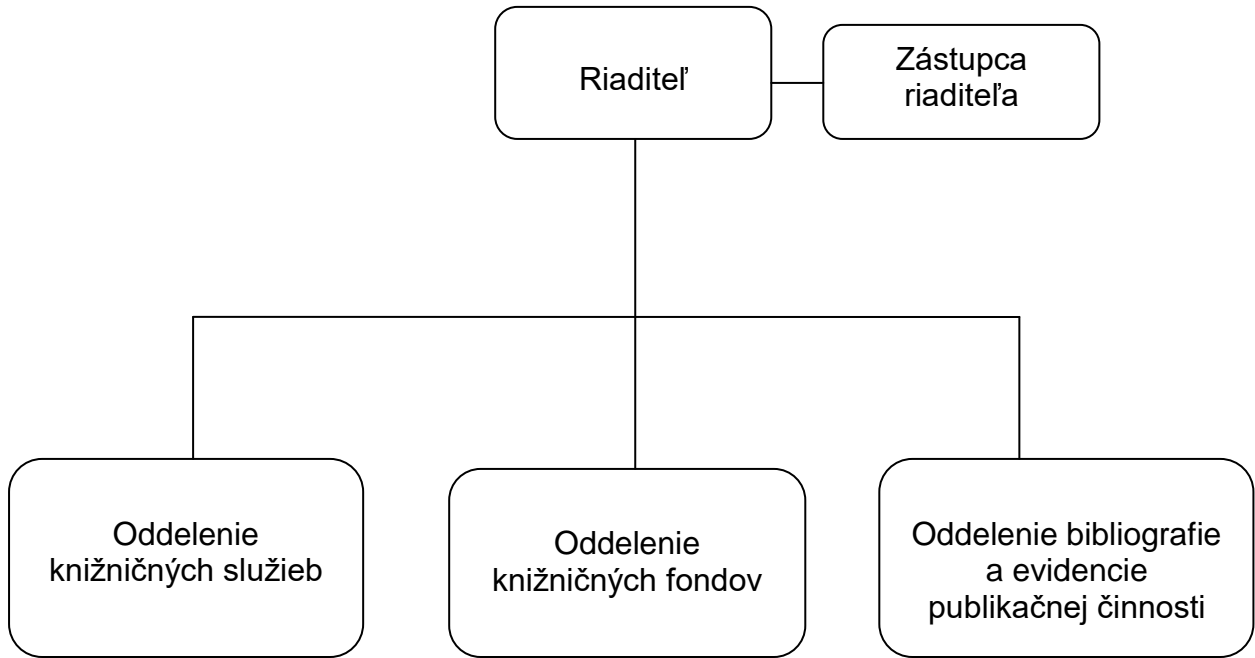 Riaditeľ
Zástupca
riaditeľa
Oddelenie
knižničných služieb
Oddelenie
knižničných fondov
Oddelenie bibliografie
a evidencie
publikačnej činnosti